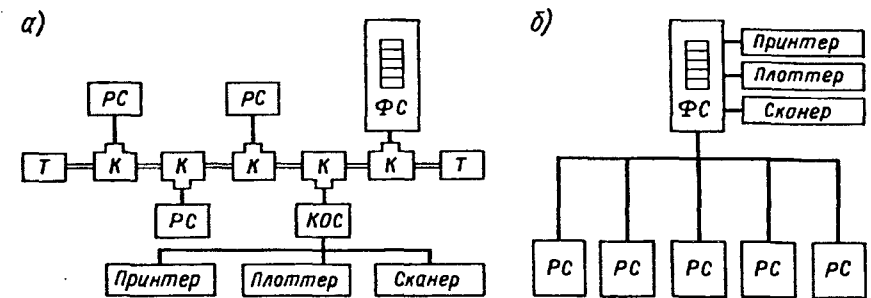 а)
РС РС ФС
Т К К К К К Т
РС КОС
Принтер Плоттер Сканер
б)
ФС Принтер
Плоттер
Сканер
РС РС РС РС РС